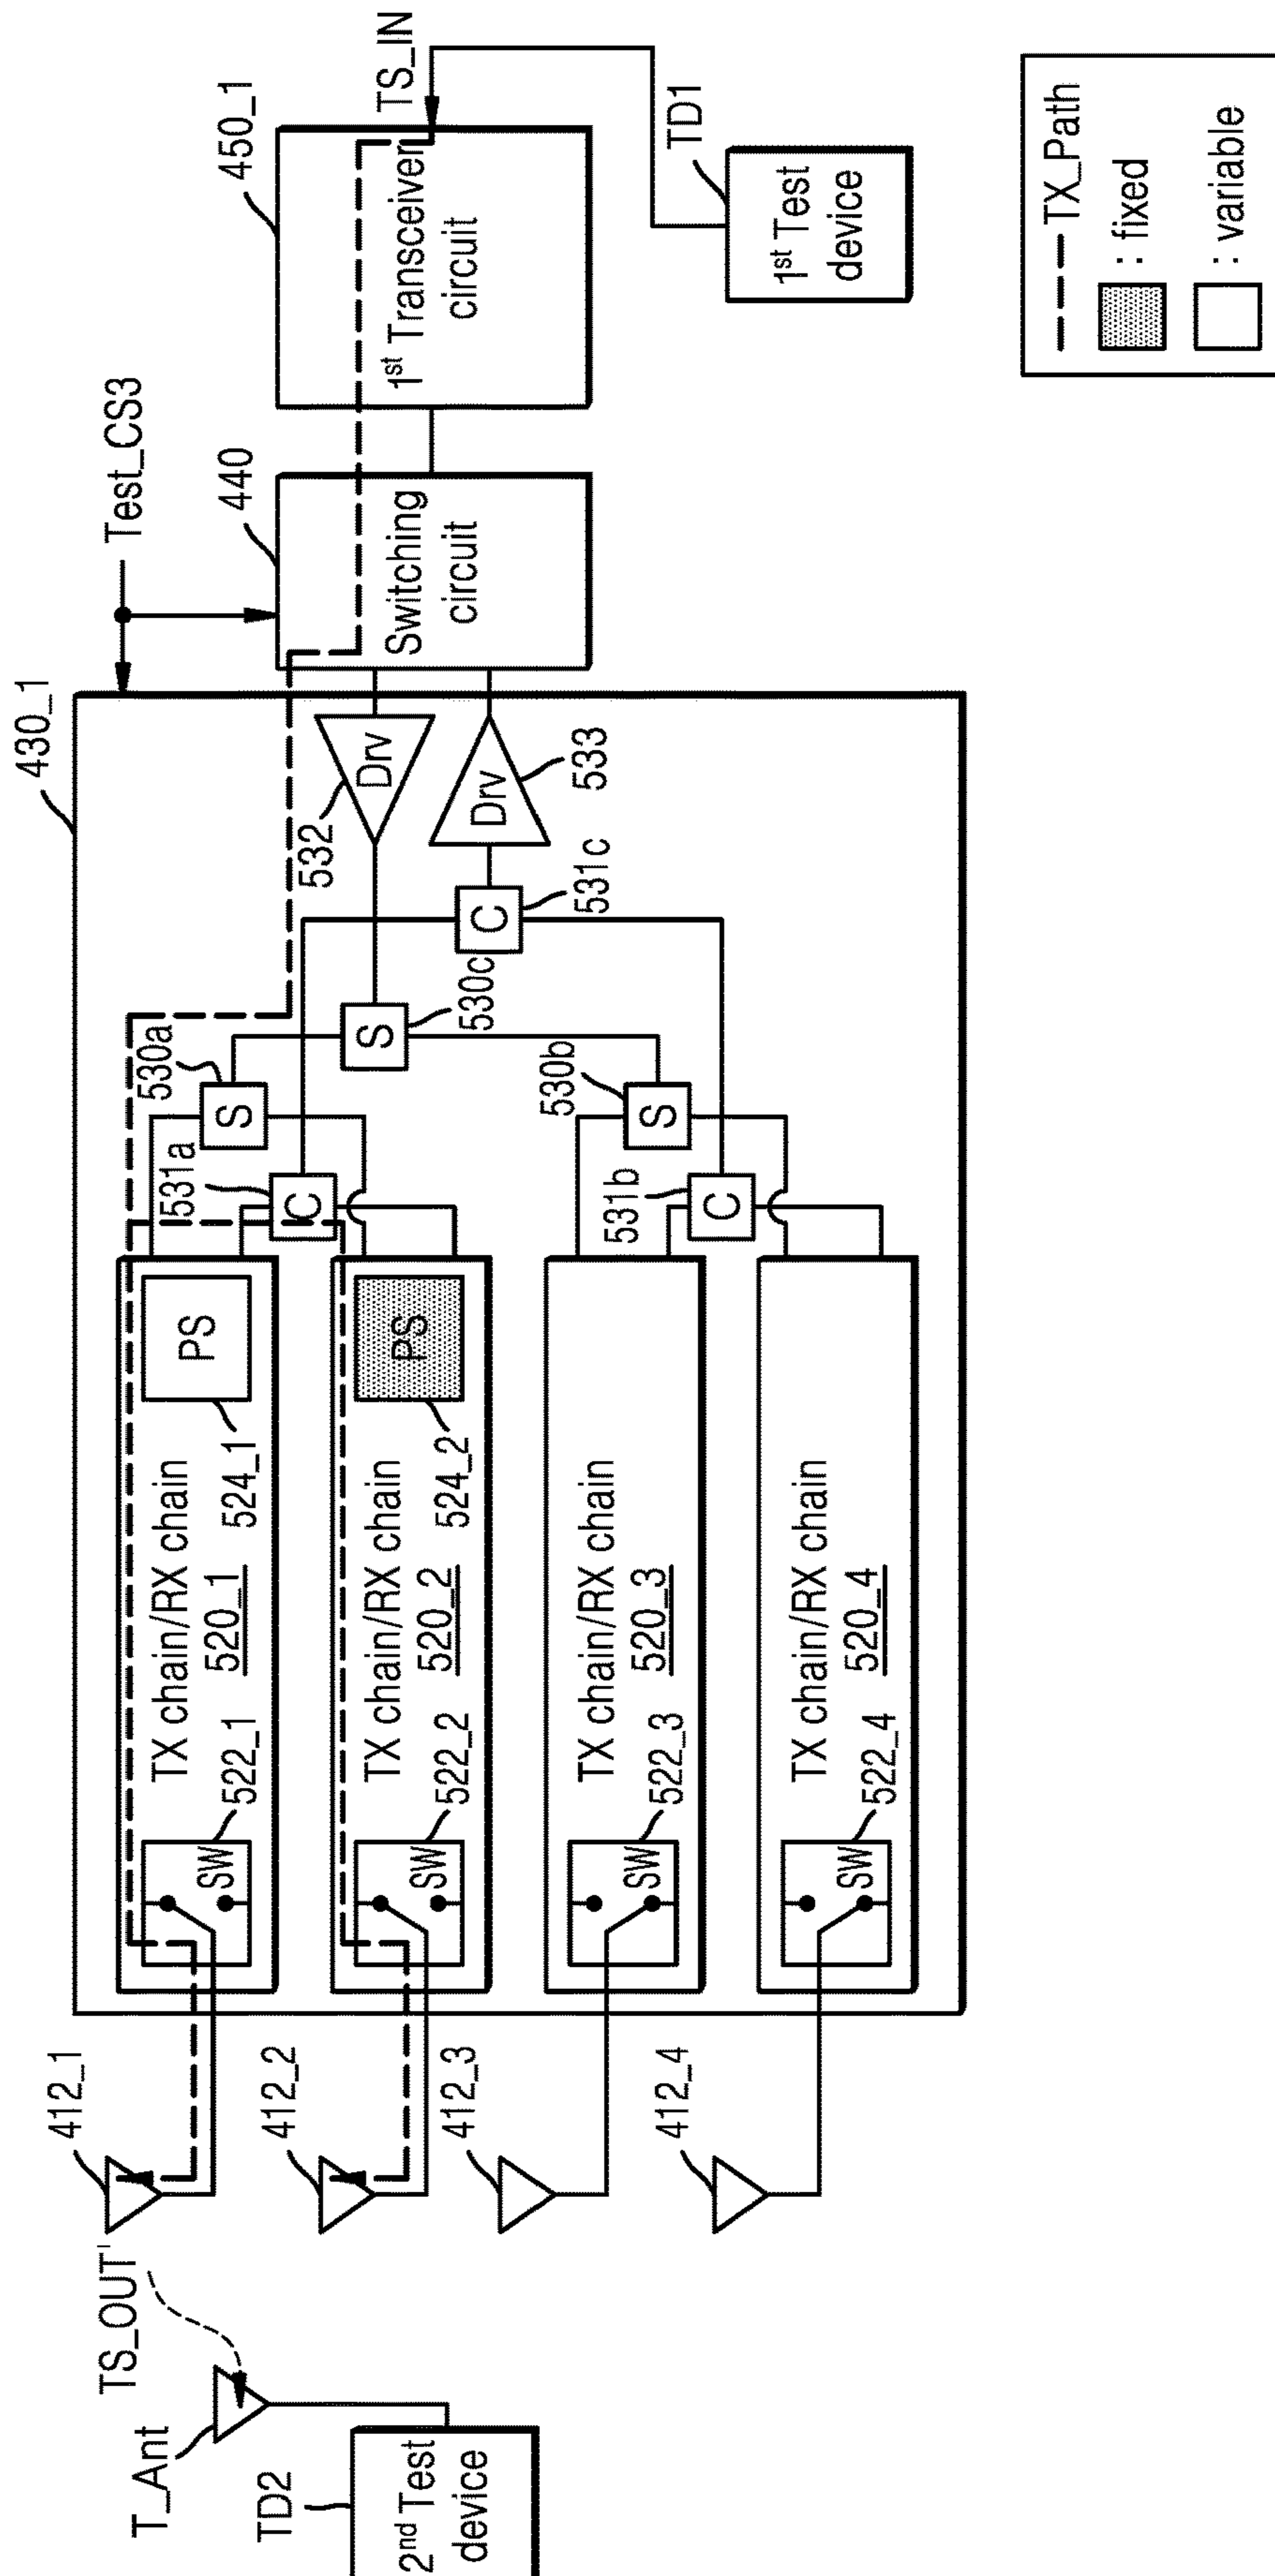 430_1
Test_CS3
440
450_1
TS_IN
Switching
circuit
1st Transceiver
circuit
TD1
1st Test
device
TX_Path
: fixed
: variable
412_1
522_1
SW
TX chain/RX chain
520_1
524_1
PS
531a
C
530a
S
532
Drv
412_2
522_2
SW
TX chain/RX chain
520_2
524_2
PS
S
530c
C
531c
Drv
533
412_3
522_3
SW
TX chain/RX chain
520_3
531b
C
530b
S
412_4
522_4
SW
TX chain/RX chain
520_4
TS_OUT'
T_Ant
TD2
2nd Test
device